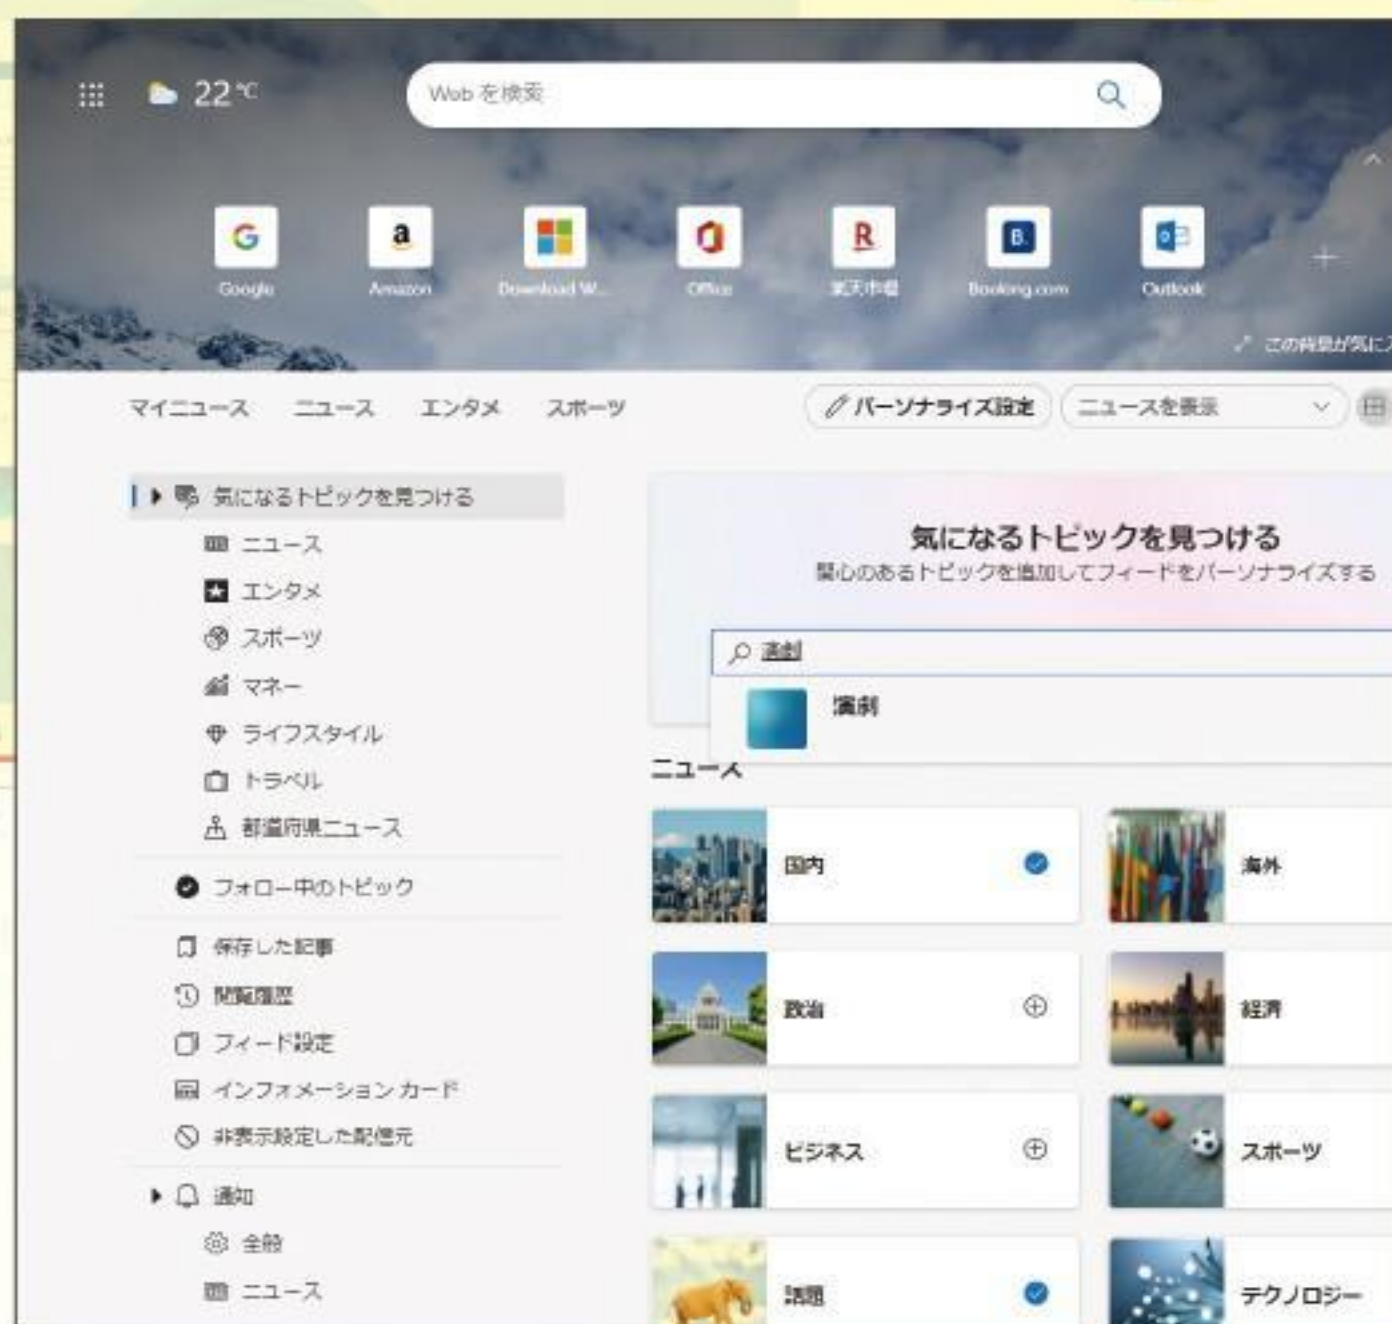 22℃
Web を検索
Google
Amazon
Download W...
Office
楽天市場
Booking.com
Outlook
この背景が気に
マイニュース ニュース エンタメ スポーツ
パーソナライズ設定
ニュースを表示
気になるトピックを見つける
ニュース
エンタメ
スポーツ
マネー
ライフスタイル
トラベル
都道府県ニュース
フォロー中のトピック
保存した記事
閲覧履歴
フィード設定
インフォメーション カード
非表示設定した配信元
通知
全般
ニュース
気になるトピックを見つける
関心のあるトピックを追加してフィードをパーソナライズする
演劇
演劇
ニュース
国内
海外
政治
経済
ビジネス
スポーツ
話題
テクノロジー